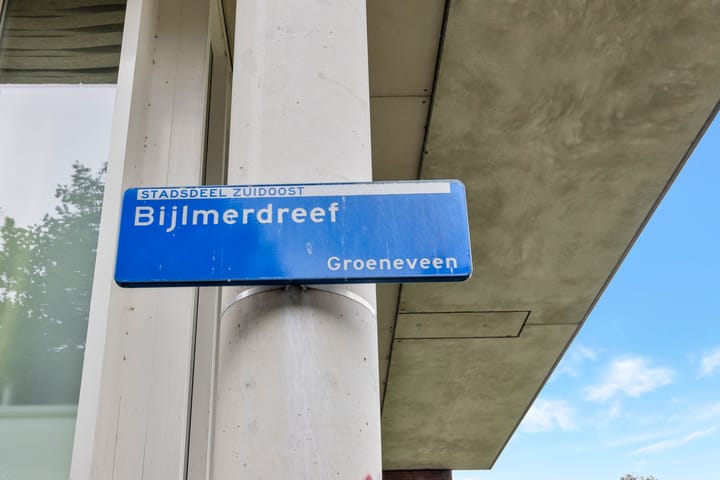 STADSDEEL ZUIDOOST
Bijlmerdreef
Groeneveen